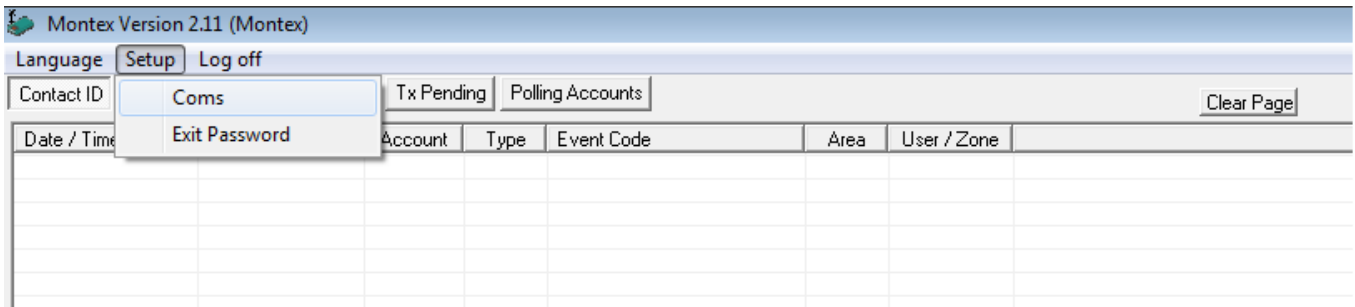 Montex Version 2.11 (Montex)
Language Setup Log off
Contact ID Tx Pending Polling Accounts Clear Page
Coms
Exit Password
Date / Time Account Type Event Code Area User / Zone